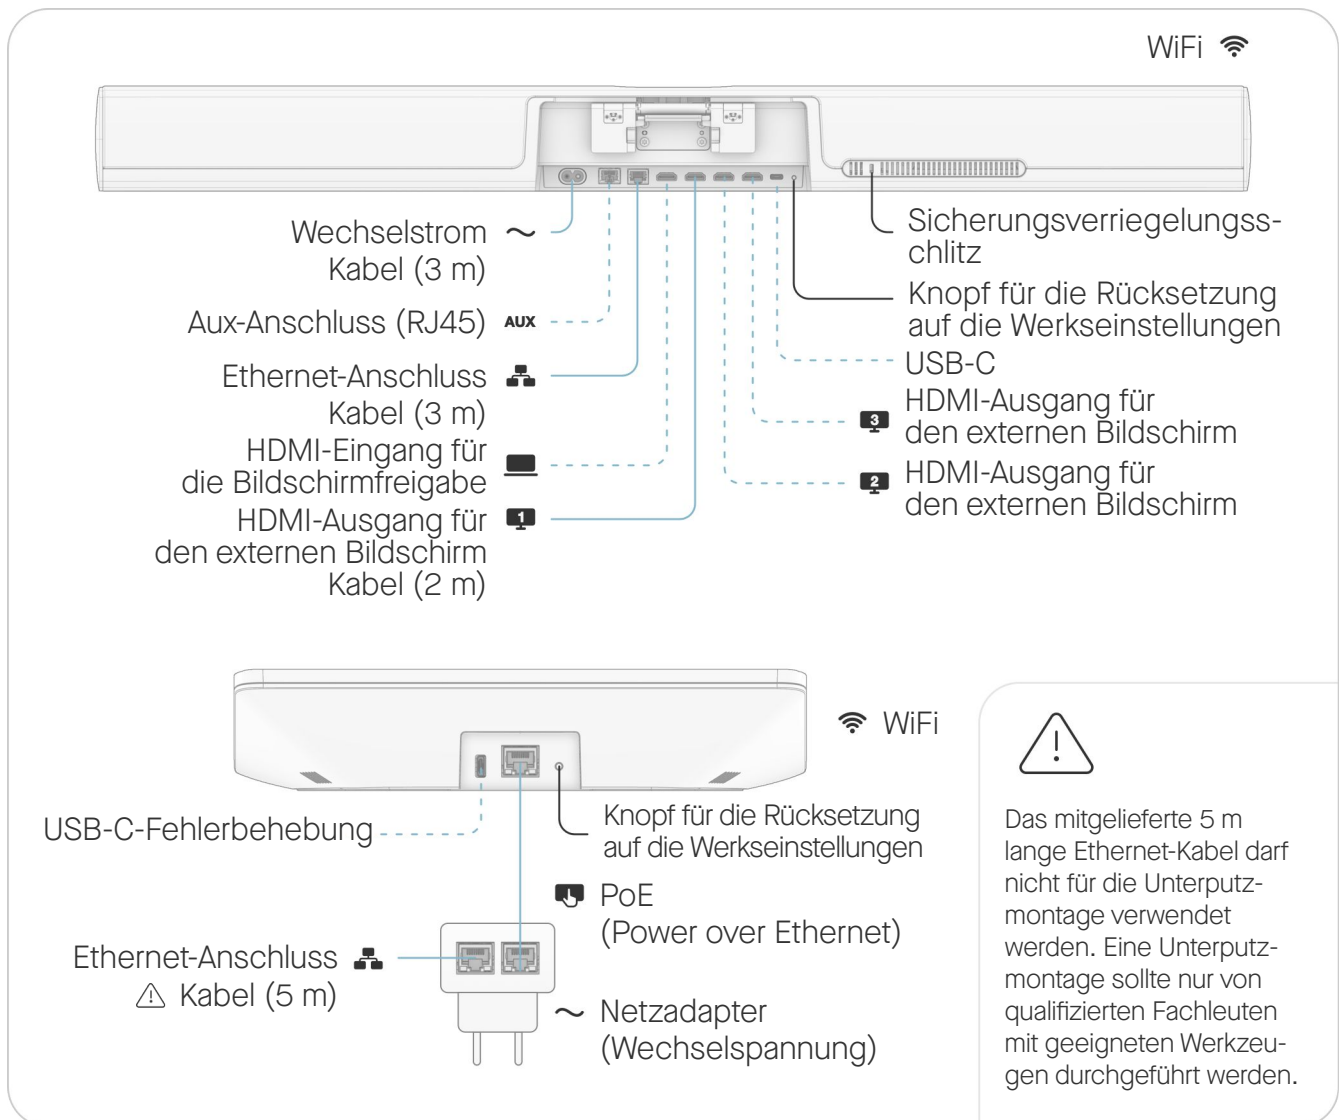 WiFi
Wechselstrom
Kabel (3 m)
Aux-Anschluss (RJ45) AUX
Ethernet-Anschluss
Kabel (3 m)
HDMI-Eingang für
die Bildschirmfreigabe
HDMI-Ausgang für 1
den externen Bildschirm
Kabel (2 m)
Sicherungsverriegelungss-
chlitz
Knopf für die Rücksetzung
auf die Werkseinstellungen
USB-C
3 HDMI-Ausgang für
den externen Bildschirm
2 HDMI-Ausgang für
den externen Bildschirm
WiFi
USB-C-Fehlerbehebung
Knopf für die Rücksetzung
auf die Werkseinstellungen
PoE
(Power over Ethernet)
Ethernet-Anschluss
⚠ Kabel (5 m)
Netzadapter
(Wechselspannung)
Das mitgelieferte 5 m
lange Ethernet-Kabel darf
nicht für die Unterputz-
montage verwendet
werden. Eine Unterputz-
montage sollte nur von
qualifizierten Fachleuten
mit geeigneten Werkzeu-
gen durchgeführt werden.